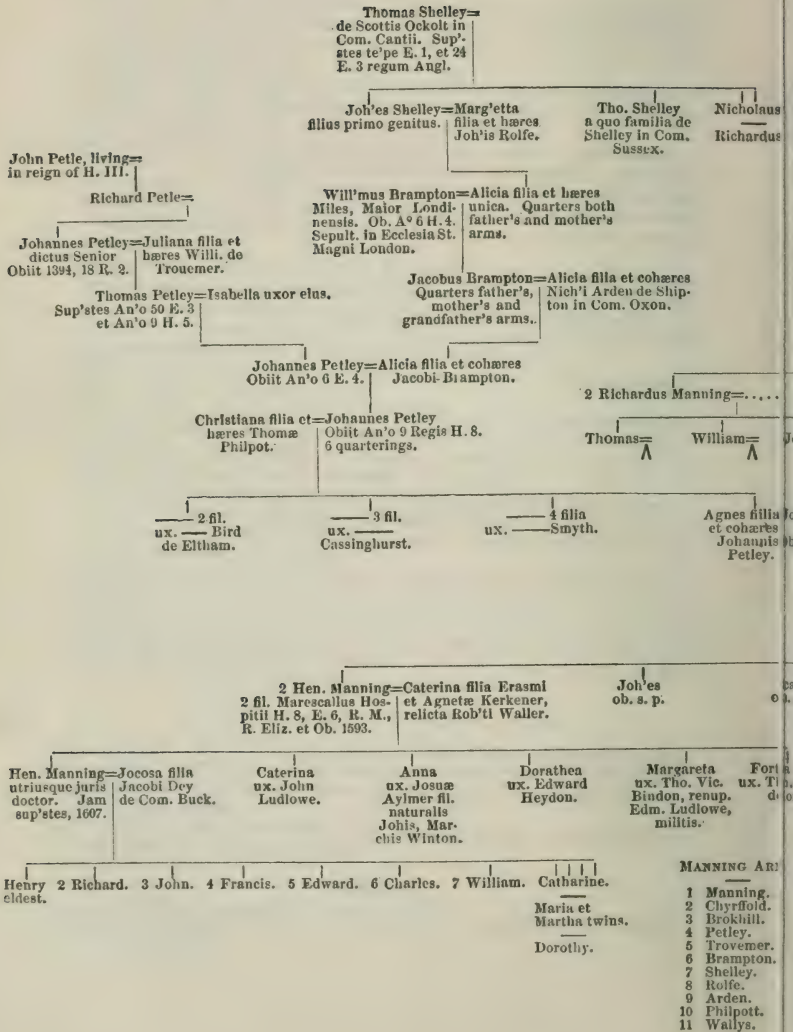 Thomas Shelley=
de Scottis Ockolt in
Com. Cantii. Sup'-
stes te'pe E. 1, et 24
E. 3 regum Angl.
Joh'es Shelley=Marg'etta
filius primo genitus. filia et hæres
Joh'is Rolfe.
Tho. Shelley
a quo familia de
Shelley in Com.
Sussex.
Nicholaus
Richardus
John Petle, living=
in reign of H. III.
Richard Petle=
Will'mus Brampton=Alicia filia et hæres
Miles, Maior Londi- unica. Quarters both
nensis. Ob. Aº 6 H. 4. father's and mother's
Sepult. in Ecclesia St. arms.
Magni London.
Johannes Petley=Juliana filia et
dictus Senior hæres Willi. de
Obiit 1394, 18 R. 2. Trouemer.
Jacobus Brampton=Alicia filia et cohæres
Quarters father's, Nich'i Arden de Ship-
mother's and ton in Com. Oxon.
grandfather's arms.
Thomas Petley=Isabella uxor eius.
Sup'stes An'o 50 E. 3
et An'o 9 H. 5.
Johannes Petley=Alicia filia et cohæres
Obiit An'o 6 E. 4. Jacobi Brampton.
2 Richardus Manning=.....
Christiana filia et=Johannes Petley
hæres Thomæ Obiit An'o 9 Regis H. 8.
Philpot. 6 quarterings.
Thomas= William=
—— 2 fil.
ux. —— Bird
de Eltham.
—— 3 fil.
ux. ——
Cassinghurst.
—— 4 filia
ux. ——Smyth.
Agnes fiilia
et cohæres
Johannis
Petley.
2 Hen. Manning=Caterina filia Erasmi
2 fil. Marescallus Hos- et Agnetæ Kerkener,
pitii H. 8, E. 6, R. M., relicta Rob'ti Waller.
R. Eliz. et Ob. 1593.
Joh'es
ob. s. p.
Hen. Manning=Jocosa filia
utriusque juris Jacobi Dey
doctor. Jam de Com. Buck.
sup'stes, 1607.
Caterina
ux. John
Ludlowe.
Anna
ux. Josuæ
Aylmer fil.
naturalis
Johis, Mar-
chis Winton.
Dorathea
ux. Edward
Heydon.
Margareta
ux. Tho. Vic.
Bindon, renup.
Edm. Ludlowe,
militis.
Henry 2 Richard. 3 John. 4 Francis. 5 Edward. 6 Charles. 7 William. Catharine.
eldest.
Maria et
Martha twins.
Dorothy.
MANNING
1 Manning.
2 Chyrffold.
3 Brokhill.
4 Petley.
5 Trovemer.
6 Brampton.
7 Shelley.
8 Rolfe.
9 Arden.
10 Philpott.
11 Wallys.